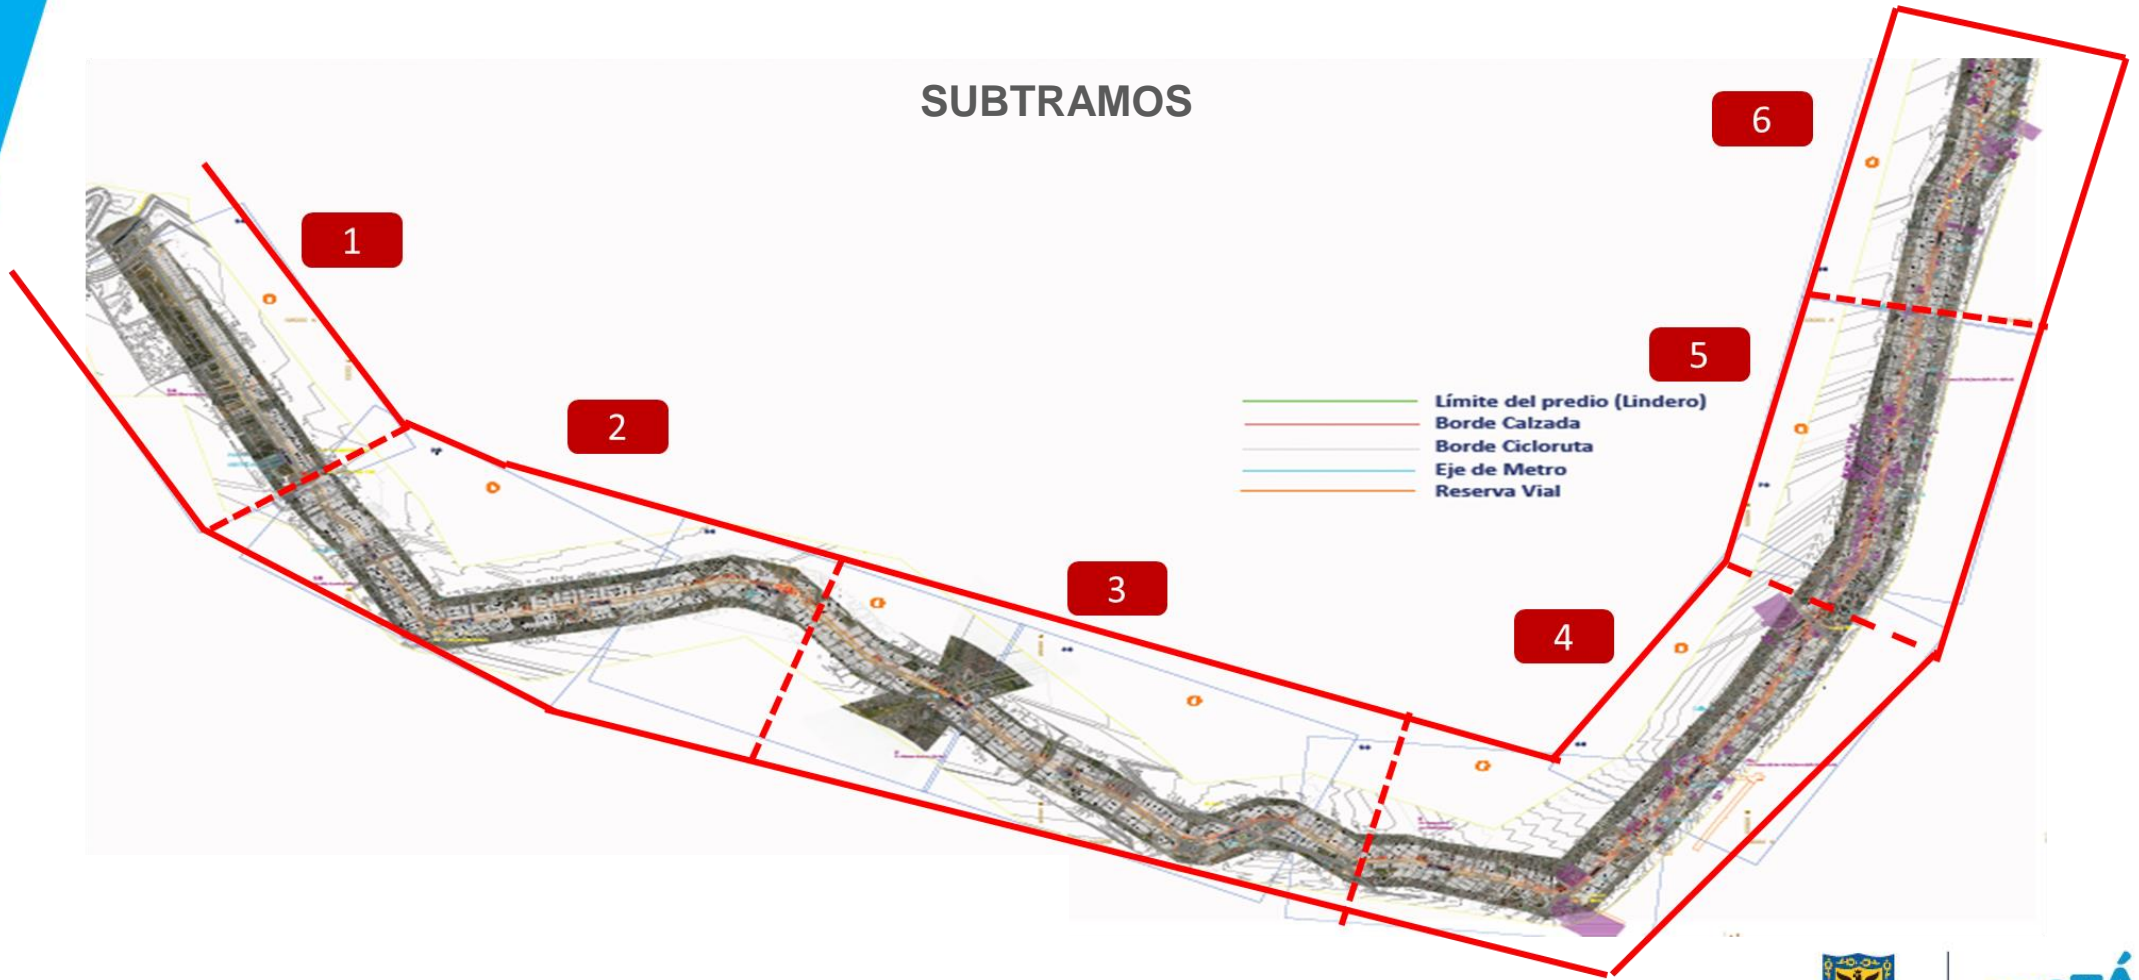 SUBTRAMOS
6
1
5
Límite del predio (Lindero)
Borde Calzada
2
Borde Cicloruta
Eje de Metro
Reserva Vial
3
4